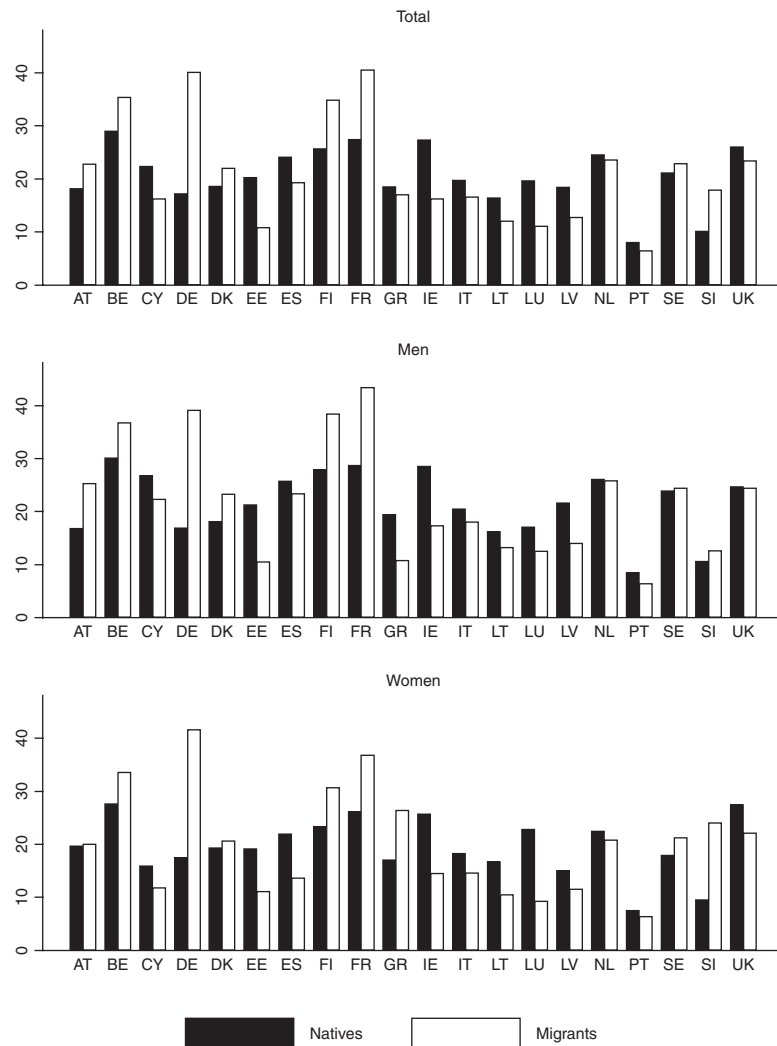 Total
40
30
20
10
0
AT BE CY DE DK EE ES FI FR GR IE IT LT LU LV NL PT SE SI UK
Men
40
30
20
10
0
AT BE CY DE DK EE ES FI FR GR IE IT LT LU LV NL PT SE SI UK
Women
40
30
20
10
0
AT BE CY DE DK EE ES FI FR GR IE IT LT LU LV NL PT SE SI UK
Natives Migrants